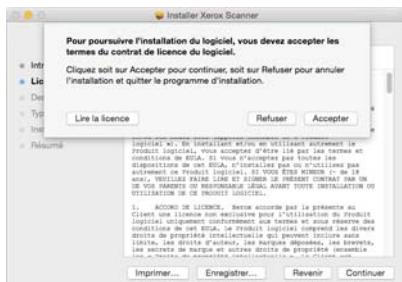 Installer Xerox Scanner
Pour poursuivre l'installation du logiciel, vous devez accepter les
termes du contrat de licence du logiciel.
Cliquez soit sur Accepter pour continuer, soit sur Refuser pour annuler
l'installation et quitter le programme d'installation.
Lire la licence
Refuser
Accepter
Intr
Lic
Des
Typ
Inst
Résumé
logiciel »). En installant et/ou en utilisant autrement le
Produit logiciel, vous acceptez d'être lié par les termes et
conditions de EULA. Si vous n'acceptez pas toutes les
dispositions de cet EULA, n'installez pas ou n'utilisez pas
autrement ce Produit logiciel. SI VOUS ÊTES MINEUR (- de 18
ans), VEUILLEZ FAIRE LIRE ET SIGNER LE PRÉSENT CONTRAT PAR UN
DE VOS PARENTS OU RESPONSABLE LÉGAL AVANT TOUTE INSTALLATION OU
UTILISATION DE CE PRODUIT LOGICIEL.
1. ACCORD DE LICENCE. Xerox accorde par la présente au
Client une licence non exclusive pour l'utilisation du Produit
logiciel uniquement conformément aux termes et sous réserve des
conditions de cet EULA. Le Produit logiciel comprend les divers
droits de propriété intellectuelle qui peuvent inclure sans
limite, les droits d'auteur, les marques déposées, les brevets,
les secrets de marque et autres droits de propriété (ensemble
Imprimer...
Enregistrer...
Revenir
Continuer